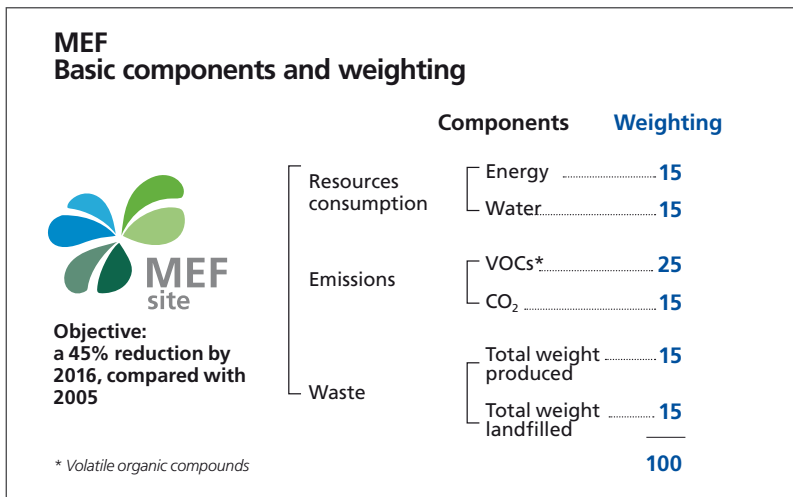 MEF
Basic components and weighting
Components Weighting
Resources
consumption
Energy 15
Water 15
Emissions
VOCs* 25
CO₂ 15
Waste
Total weight
produced 15
Total weight
landfilled 15
100
MEF
site
Objective:
a 45% reduction by
2016, compared with
2005
* Volatile organic compounds